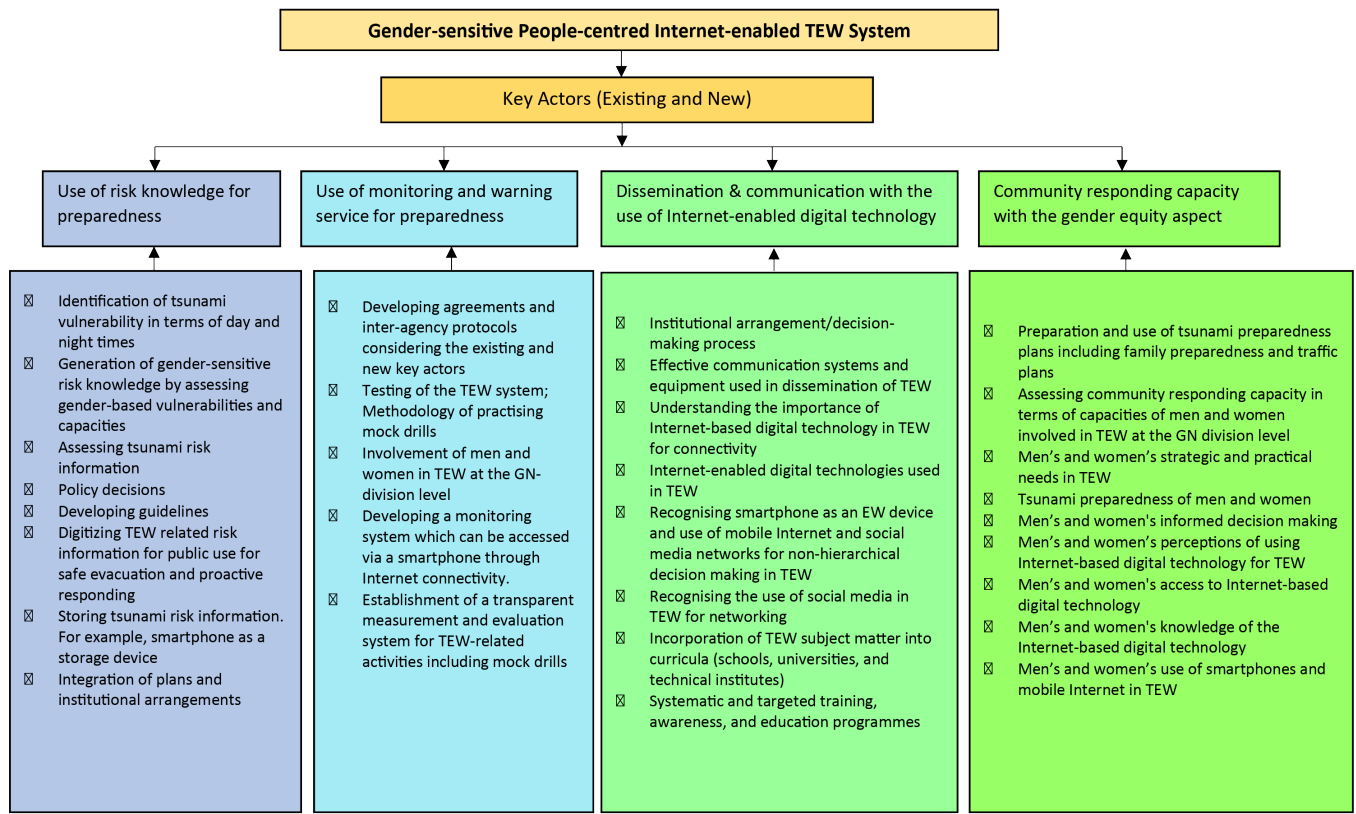 Gender-sensitive People-centred Internet-enabled TEW System
Key Actors (Existing and New)
Use of risk knowledge for
preparedness
Use of monitoring and warning
service for preparedness
Dissemination & communication with the
use of Internet-enabled digital technology
Community responding capacity
with the gender equity aspect
Identification of tsunami
vulnerability in terms of day and
night times
Generation of gender-sensitive
risk knowledge by assessing
gender-based vulnerabilities and
capacities
Assessing tsunami risk
information
Policy decisions
Developing guidelines
Digitizing TEW related risk
information for public use for
safe evacuation and proactive
responding
Storing tsunami risk information.
For example, smartphone as a
storage device
Integration of plans and
institutional arrangements
Developing agreements and
inter-agency protocols
considering the existing and
new key actors
Testing of the TEW system;
Methodology of practising
mock drills
Involvement of men and
women in TEW at the GN-
division level
Developing a monitoring
system which can be accessed
via a smartphone through
Internet connectivity.
Establishment of a transparent
measurement and evaluation
system for TEW-related
activities including mock drills
Institutional arrangement/decision-
making process
Effective communication systems and
equipment used in dissemination of TEW
Understanding the importance of
Internet-based digital technology in TEW
for connectivity
Internet-enabled digital technologies used
in TEW
Recognising smartphone as an EW device
and use of mobile Internet and social
media networks for non-hierarchical
decision making in TEW
Recognising the use of social media in
TEW for networking
Incorporation of TEW subject matter into
curricula (schools, universities, and
technical institutes)
Systematic and targeted training,
awareness, and education programmes
Preparation and use of tsunami preparedness
plans including family preparedness and traffic
plans
Assessing community responding capacity in
terms of capacities of men and women
involved in TEW at the GN division level
Men’s and women’s strategic and practical
needs in TEW
Tsunami preparedness of men and women
Men’s and women's informed decision making
Men’s and women’s perceptions of using
Internet-based digital technology for TEW
Men’s and women's access to Internet-based
digital technology
Men’s and women's knowledge of the
Internet-based digital technology
Men’s and women’s use of smartphones and
mobile Internet in TEW